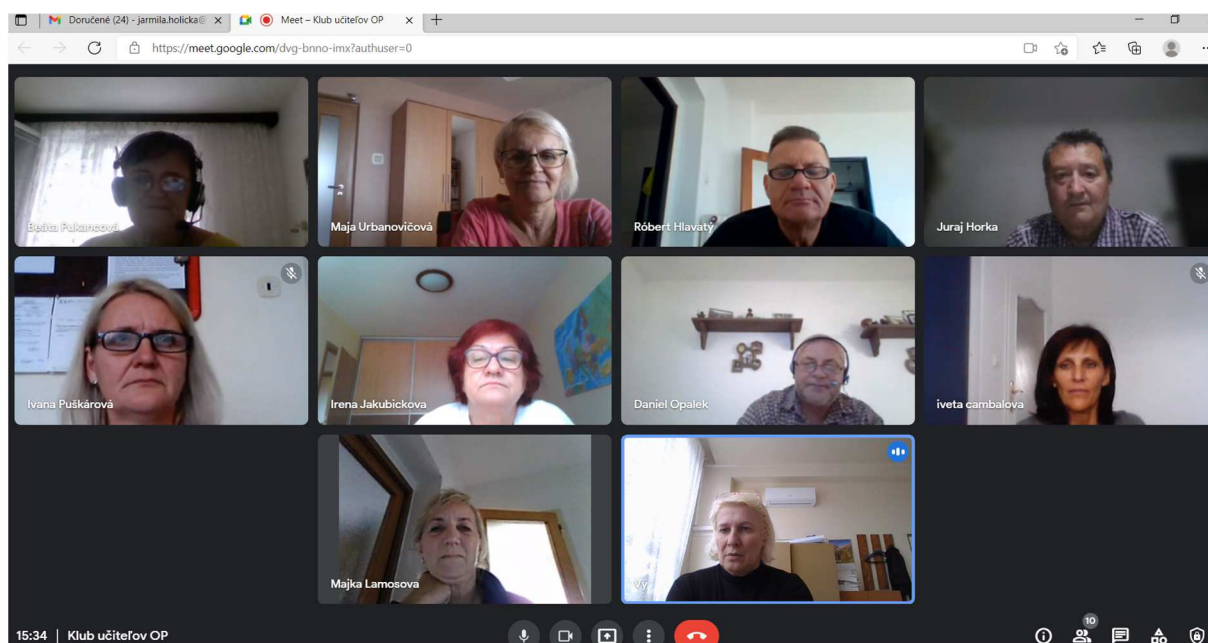 Doručené (24) - jarmila.holicka@
Meet – Klub učiteľov OP
https://meet.google.com/dvg-bnno-imx?authuser=0
Beáta Pukancová
Maja Urbanovičová
Róbert Hlavatý
Juraj Horka
Ivana Puškárová
Irena Jakubickova
Daniel Opalek
iveta cambalova
Majka Lamosova
Vy
10
15:34 | Klub učiteľov OP